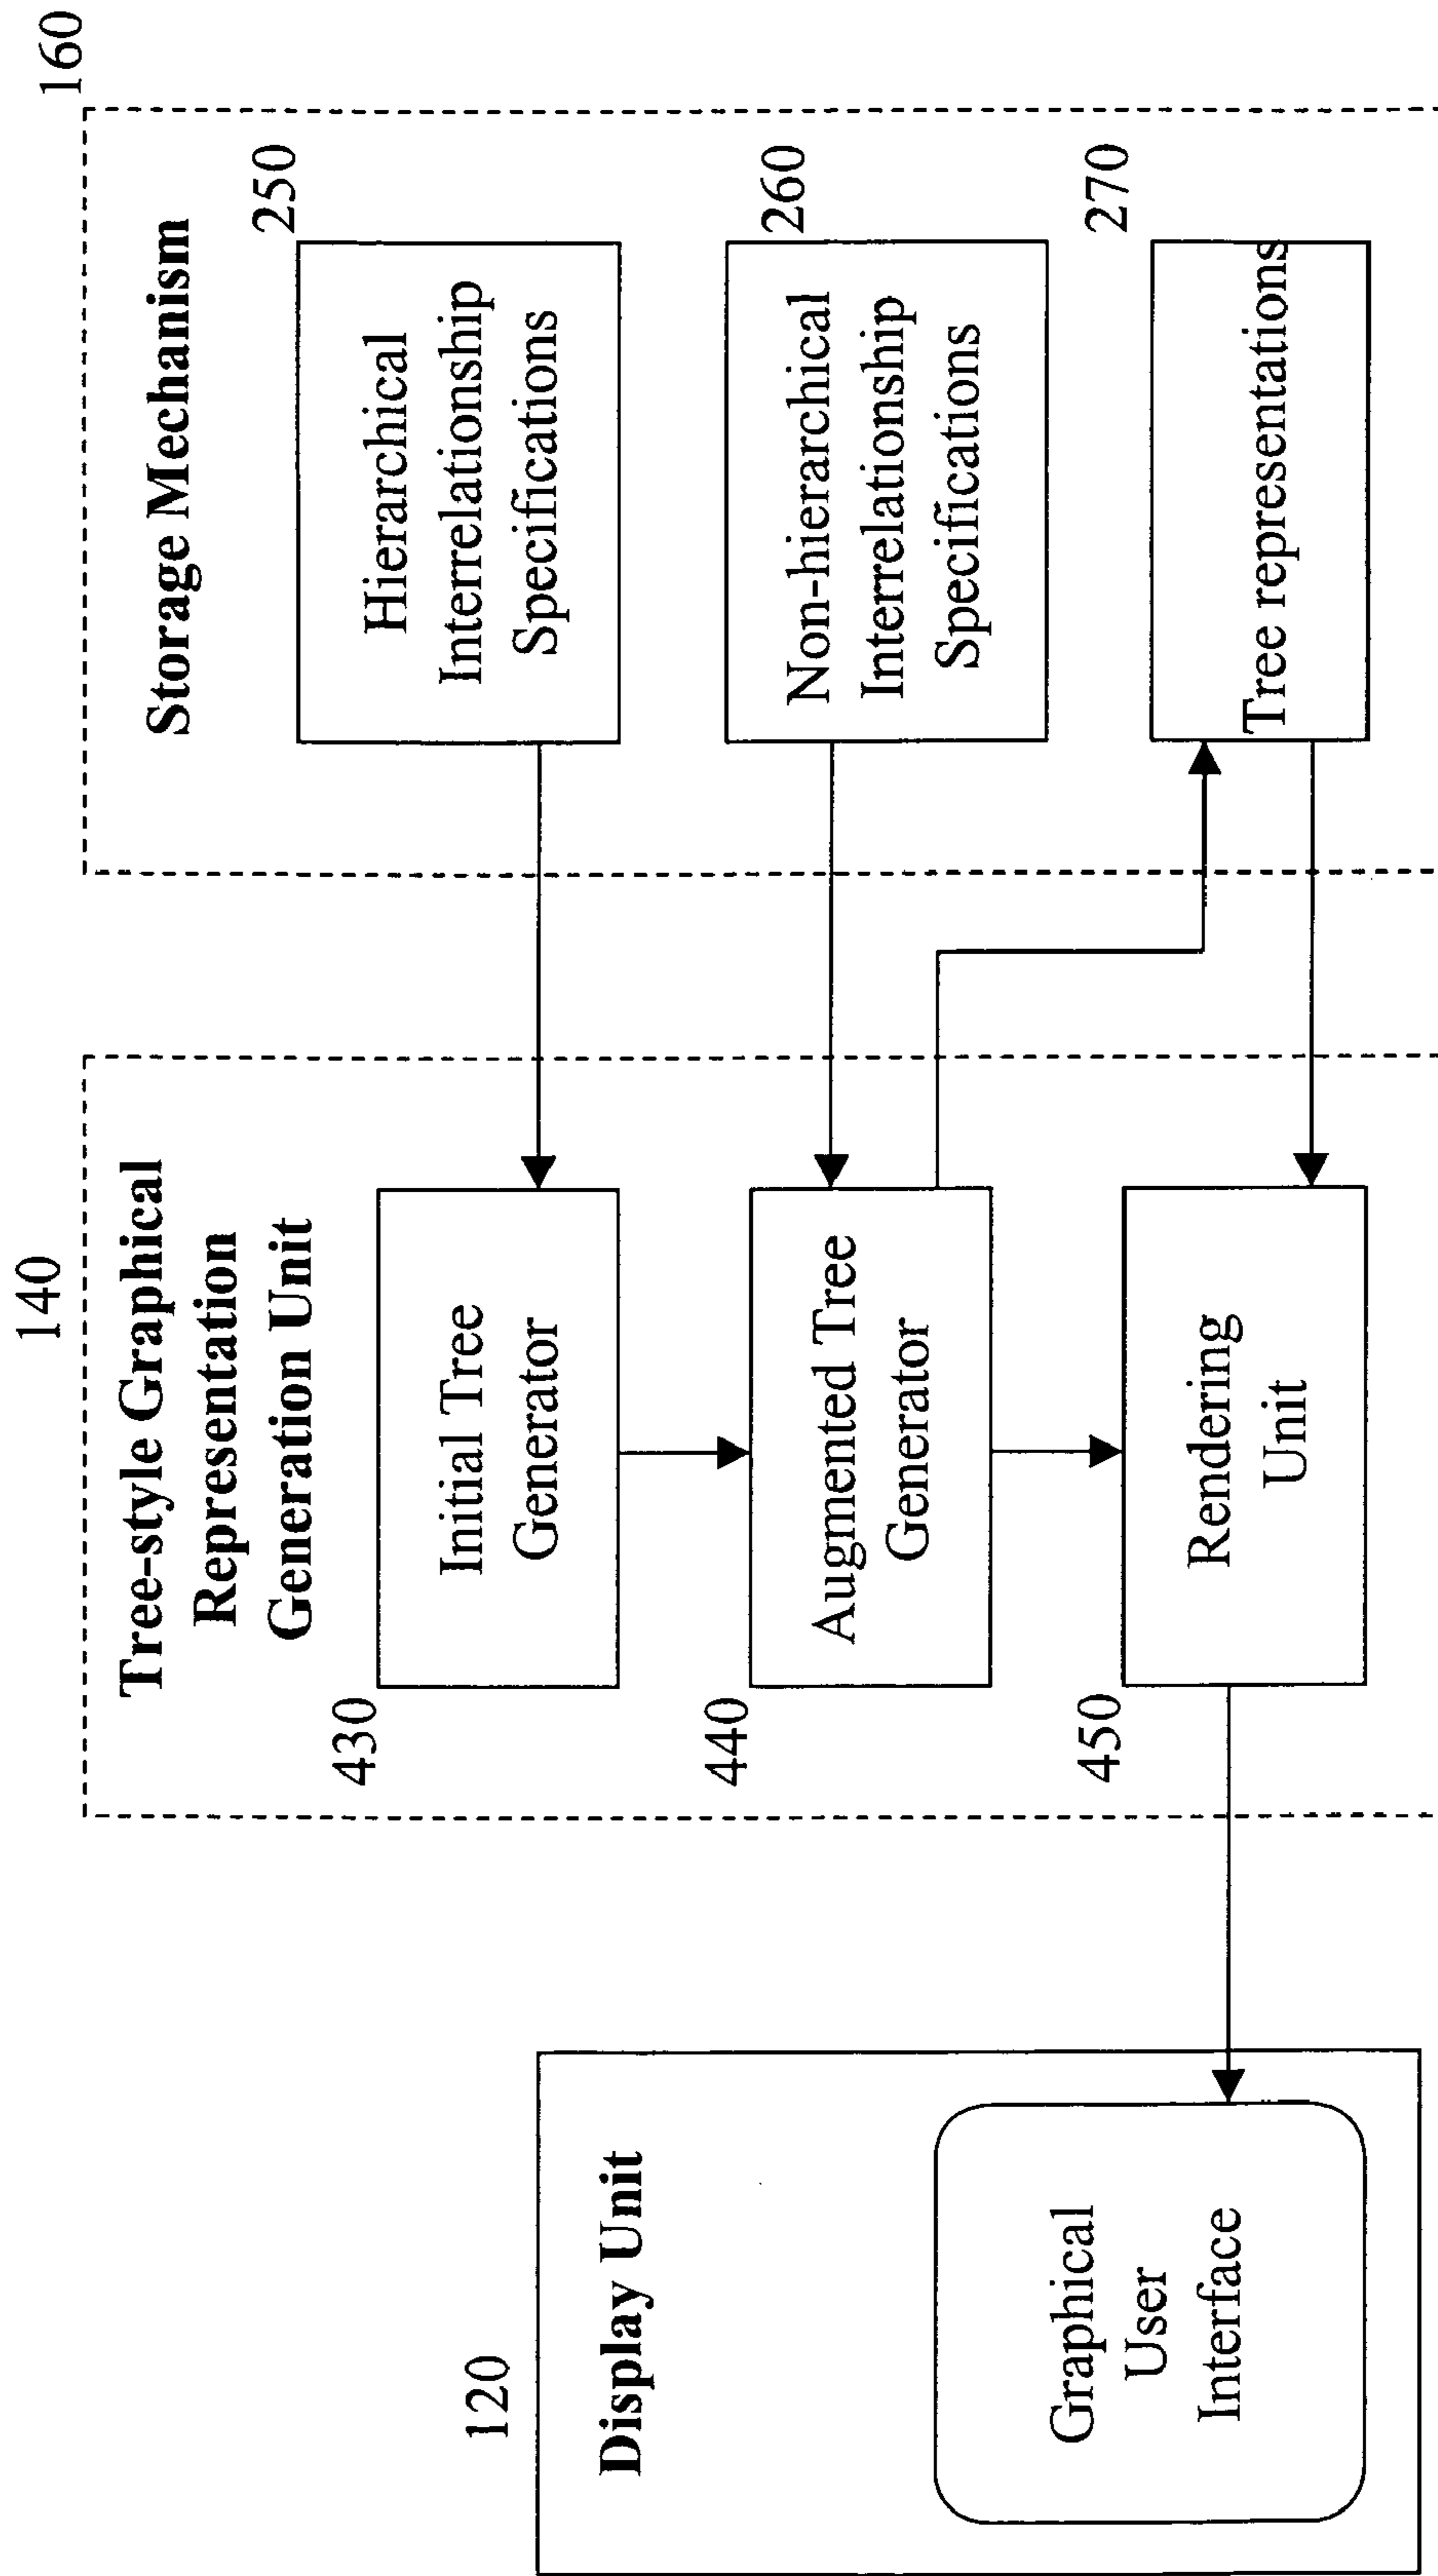 120
Display Unit
Graphical
User
Interface
140
Tree-style Graphical
Representation
Generation Unit
430
Initial Tree
Generator
440
Augmented Tree
Generator
450
Rendering
Unit
160
Storage Mechanism
250
Hierarchical
Interrelationship
Specifications
260
Non-hierarchical
Interrelationship
Specifications
270
Tree representations